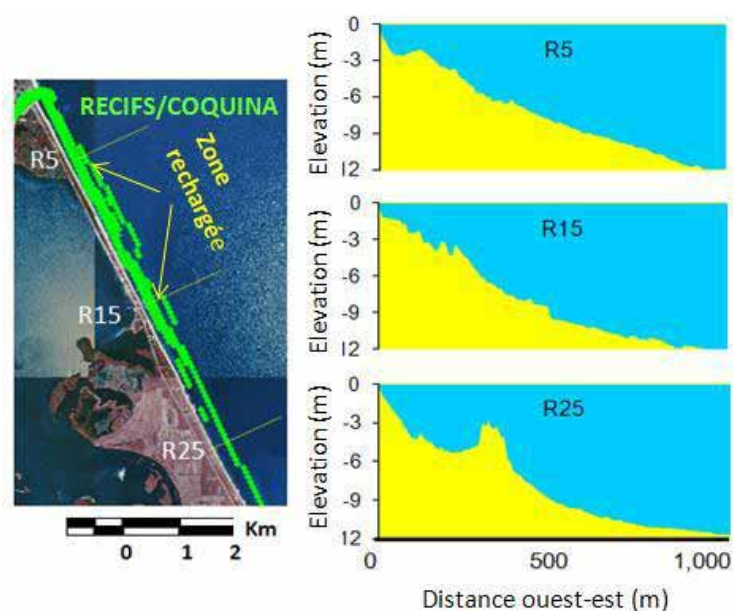 RECIFS/COQUINA
Zone
rechargée
R5
R15
R25
Km
0 1 2
Elevation (m)
0
-3
-6
-9
12
R5
Elevation (m)
0
-3
-6
-9
12
R15
Elevation (m)
0
-3
-6
-9
12
R25
0 500 1,000
Distance ouest-est (m)